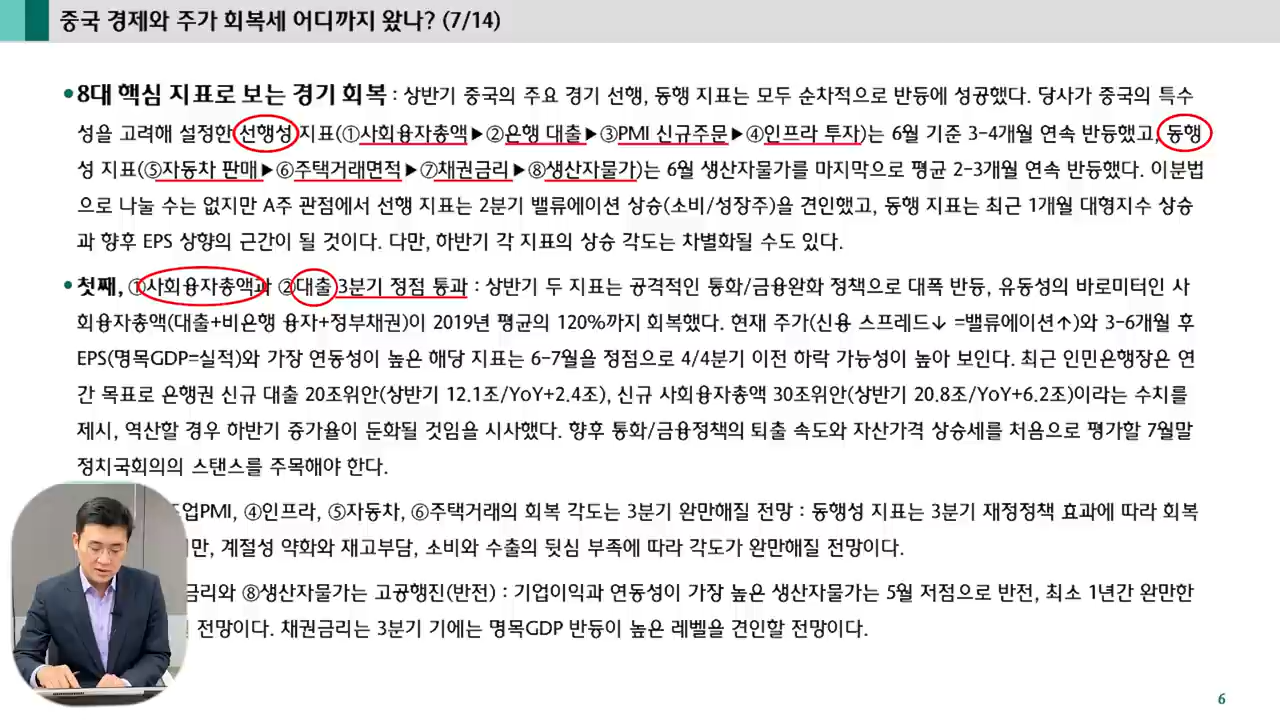 중국 경제와 주가 회복세 어디까지 왔나? (7/14)
•8대 핵심 지표로 보는 경기 회복 : 상반기 중국의 주요 경기 선행, 동행 지표는 모두 순차적으로 반등에 성공했다. 당사가 중국의 특수
성을 고려해 설정한 선행성 지표(①사회융자총액▶②은행 대출▶③PMI 신규주문▶④인프라 투자)는 6월 기준 3-4개월 연속 반등했고, 동행
성 지표(⑤자동차 판매▶⑥주택거래면적▶⑦채권금리▶⑧생산자물가)는 6월 생산자물가를 마지막으로 평균 2-3개월 연속 반등했다. 이분법
으로 나눌 수는 없지만 A주 관점에서 선행 지표는 2분기 밸류에이션 상승(소비/성장주)을 견인했고, 동행 지표는 최근 1개월 대형지수 상승
과 향후 EPS 상향의 근간이 될 것이다. 다만, 하반기 각 지표의 상승 각도는 차별화될 수도 있다.
•첫째, ①사회융자총액과 ②대출 3분기 정점 통과 : 상반기 두 지표는 공격적인 통화/금융완화 정책으로 대폭 반등, 유동성의 바로미터인 사
회융자총액(대출+비은행 융자+정부채권)이 2019년 평균의 120%까지 회복했다. 현재 주가(신용 스프레드↓ =밸류에이션↑)와 3-6개월 후
EPS(명목GDP=실적)와 가장 연동성이 높은 해당 지표는 6-7월을 정점으로 4/4분기 이전 하락 가능성이 높아 보인다. 최근 인민은행장은 연
간 목표로 은행권 신규 대출 20조위안(상반기 12.1조/YoY+2.4조), 신규 사회융자총액 30조위안(상반기 20.8조/YoY+6.2조)이라는 수치를
제시, 역산할 경우 하반기 증가율이 둔화될 것임을 시사했다. 향후 통화/금융정책의 퇴출 속도와 자산가격 상승세를 처음으로 평가할 7월말
정치국회의의 스탠스를 주목해야 한다.
업PMI, ④인프라, ⑤자동차, ⑥주택거래의 회복 각도는 3분기 완만해질 전망 : 동행성 지표는 3분기 재정정책 효과에 따라 회복
만, 계절성 약화와 재고부담, 소비와 수출의 뒷심 부족에 따라 각도가 완만해질 전망이다.
금리와 ⑧생산자물가는 고공행진(반전) : 기업이익과 연동성이 가장 높은 생산자물가는 5월 저점으로 반전, 최소 1년간 완만한
전망이다. 채권금리는 3분기 기에는 명목GDP 반등이 높은 레벨을 견인할 전망이다.
6